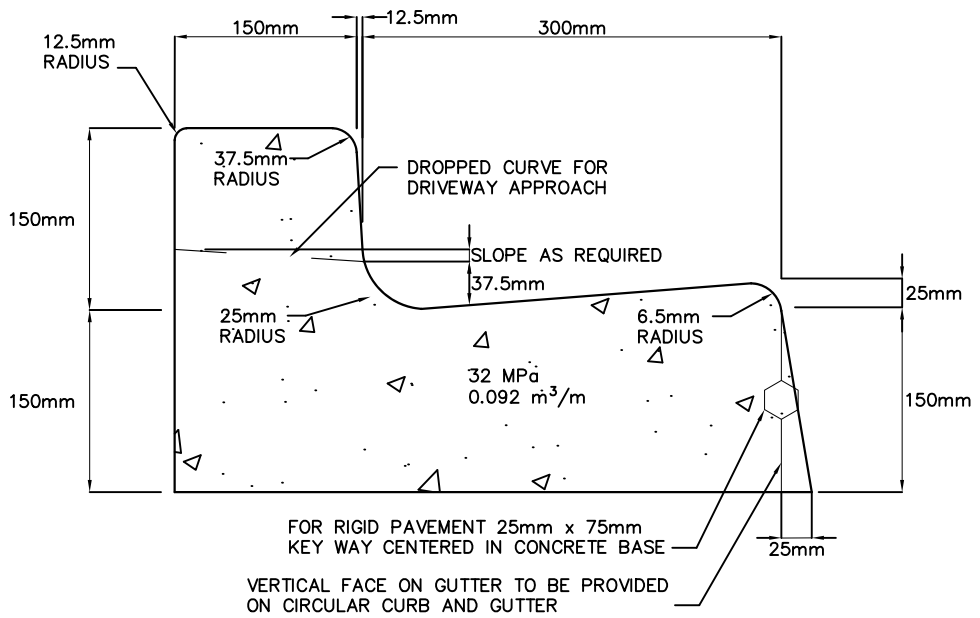 12.5mm
150mm
300mm
12.5mm
RADIUS
37.5mm
RADIUS
DROPPED CURVE FOR
DRIVEWAY APPROACH
150mm
SLOPE AS REQUIRED
37.5mm
25mm
25mm
RADIUS
6.5mm
RADIUS
32 MPa
0.092 m³/m
150mm
150mm
FOR RIGID PAVEMENT 25mm x 75mm
KEY WAY CENTERED IN CONCRETE BASE
25mm
VERTICAL FACE ON GUTTER TO BE PROVIDED
ON CIRCULAR CURB AND GUTTER